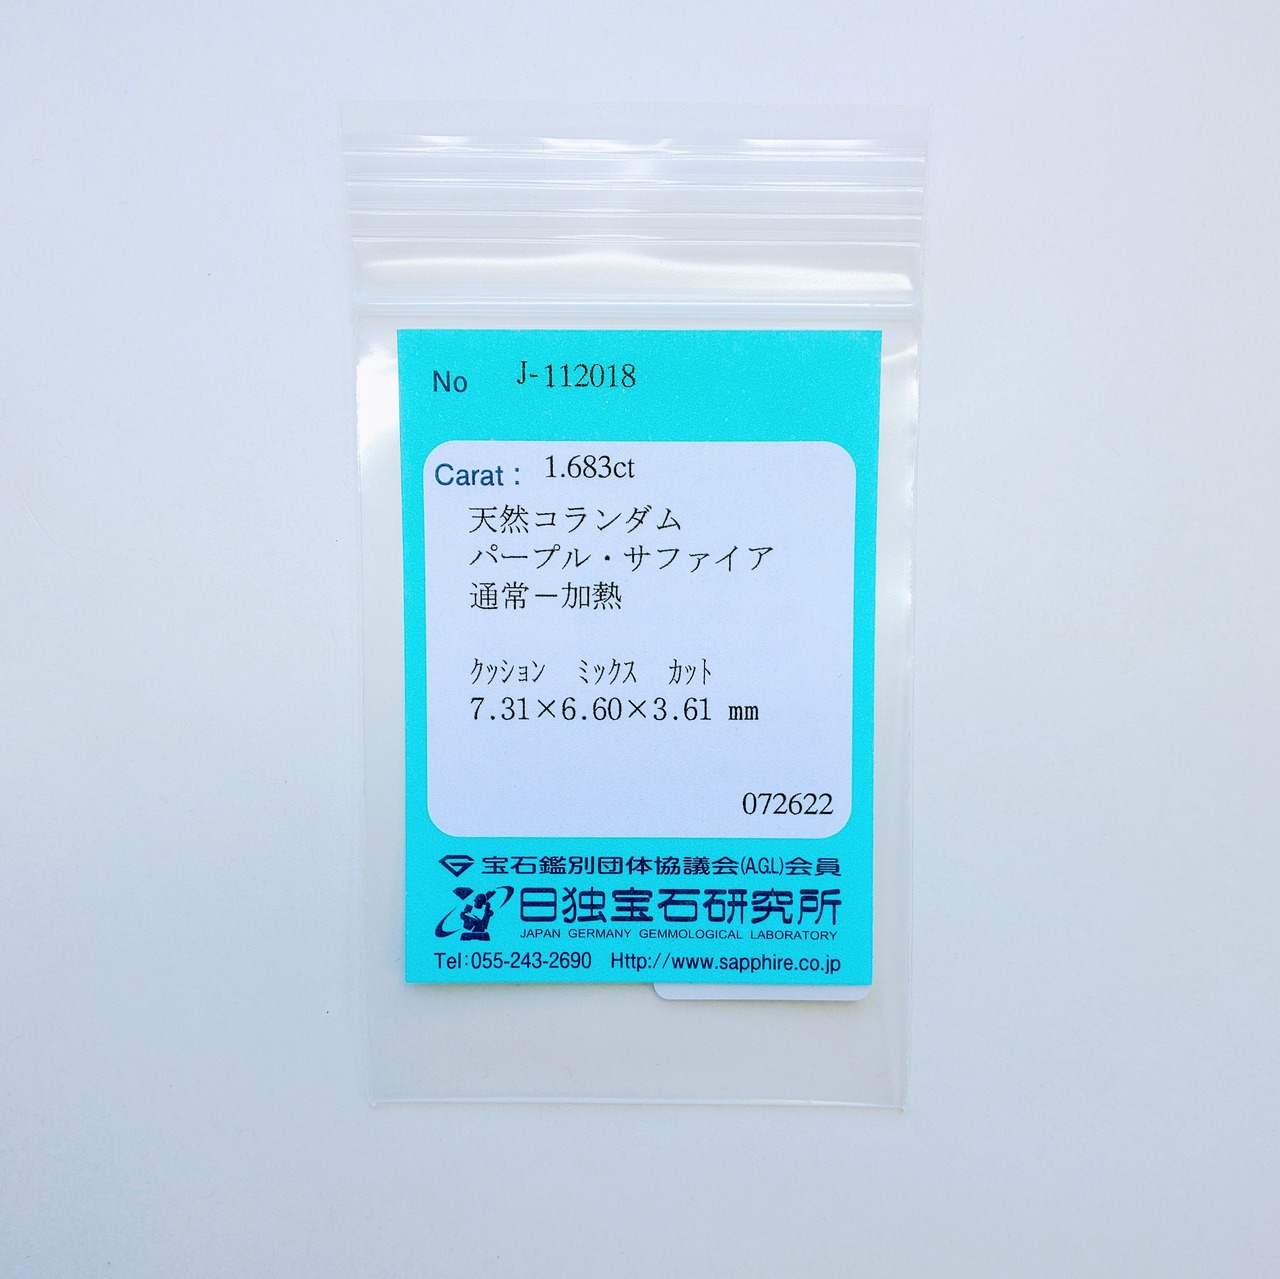 No J-112018
Carat : 1.683ct
天然コランダム
パープル・サファイア
通常－加熱
ｸｯｼｮﾝ ﾐｯｸｽ ｶｯﾄ
7.31×6.60×3.61 mm
072622
宝石鑑別団体協議会(A.G.L)会員
日独宝石研究所
JAPAN GERMANY GEMMOLOGICAL LABORATORY
Tel:055-243-2690 Http://www.sapphire.co.jp